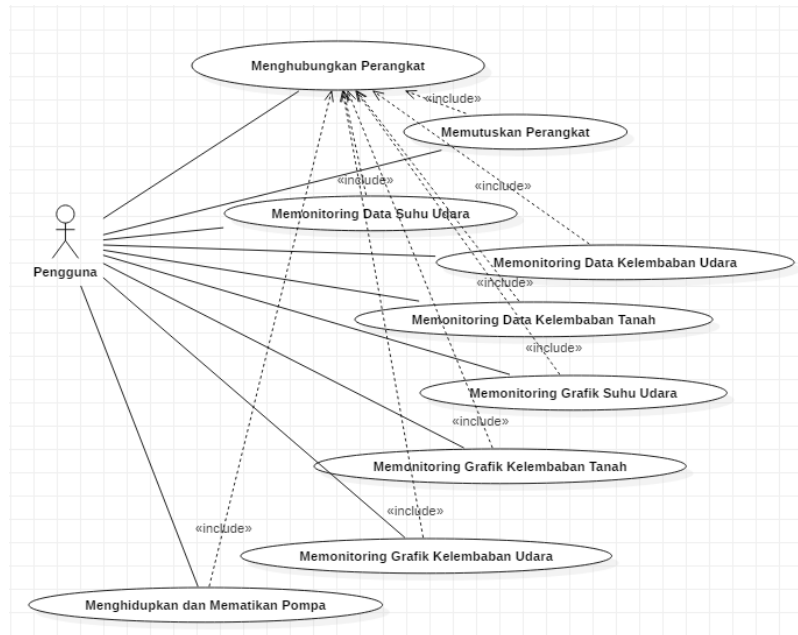 Menghubungkan Perangkat
«include»
Memutuskan Perangkat
«include»
«include»
Memonitoring Data Suhu Udara
Pengguna
Memonitoring Data Kelembaban Udara
«include»
Memonitoring Data Kelembaban Tanah
«include»
Memonitoring Grafik Suhu Udara
«include»
Memonitoring Grafik Kelembaban Tanah
«include»
«include»
Memonitoring Grafik Kelembaban Udara
Menghidupkan dan Mematikan Pompa